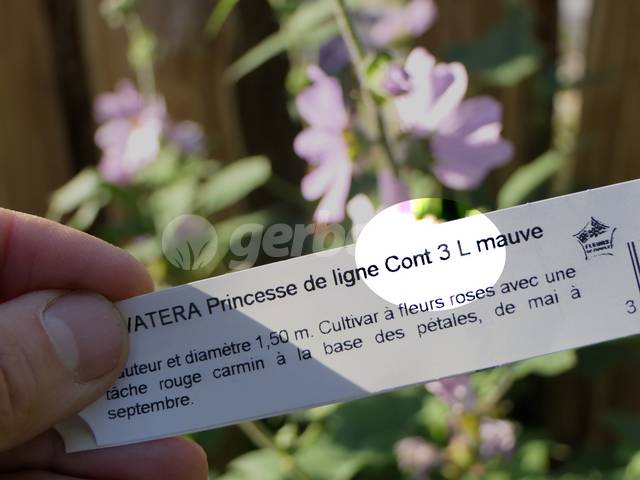 VATERA Princesse de ligne Cont 3 L mauve
auteur et diamètre 1,50 m. Cultivar à fleurs roses avec une
tâche rouge carmin à la base des pétales, de mai à
septembre.
3
FLEURS